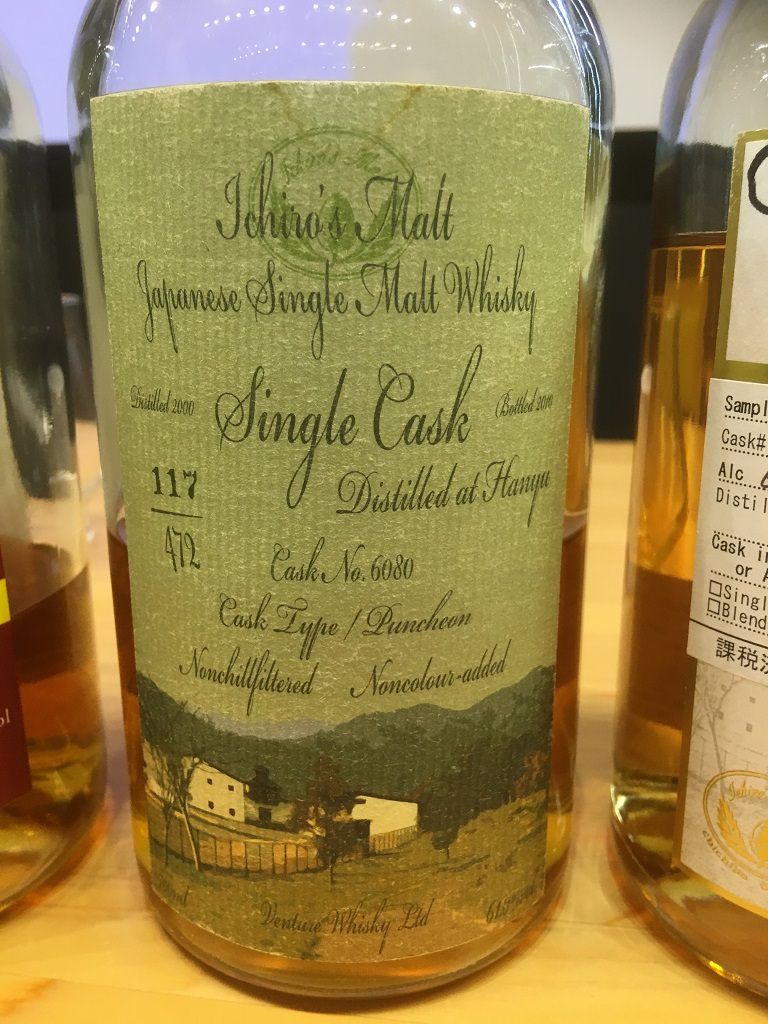 Ichiro's Malt
Japanese Single Malt Whisky
Distilled 2000
Single Cask
Bottled 2010
117
472
Distilled at Hanyu
Cask No. 6080
Cask Type / Puncheon
Nonchillfiltered Noncolour-added
Venture Whisky Ltd
Sampl
Cask#
Alc
Distil
Cask in
or A
□Singl
□Blend
課税済